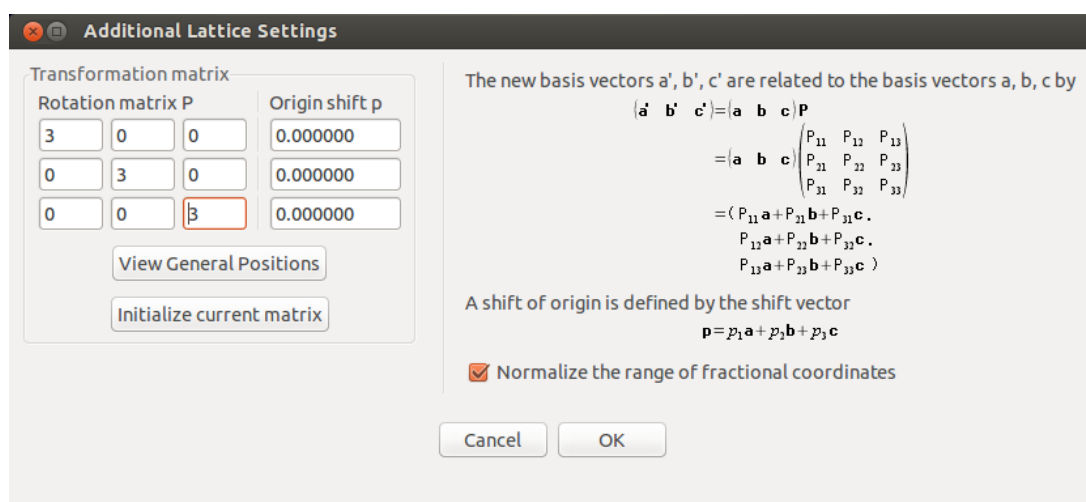 Additional Lattice Settings
Transformation matrix
Rotation matrix P
Origin shift p
3 0 0 0.000000
0 3 0 0.000000
0 0 3 0.000000
View General Positions
Initialize current matrix
The new basis vectors a', b', c' are related to the basis vectors a, b, c by
(a' b' c')=(a b c)P
=(a b c)(P₁₁ P₁₂ P₁₃
P₂₁ P₂₂ P₂₃
P₃₁ P₃₂ P₃₃)
=(P₁₁a+P₂₁b+P₃₁c,
P₁₂a+P₂₂b+P₃₂c,
P₁₃a+P₂₃b+P₃₃c )
A shift of origin is defined by the shift vector
p=p₁a+p₂b+p₃c
Normalize the range of fractional coordinates
Cancel
OK